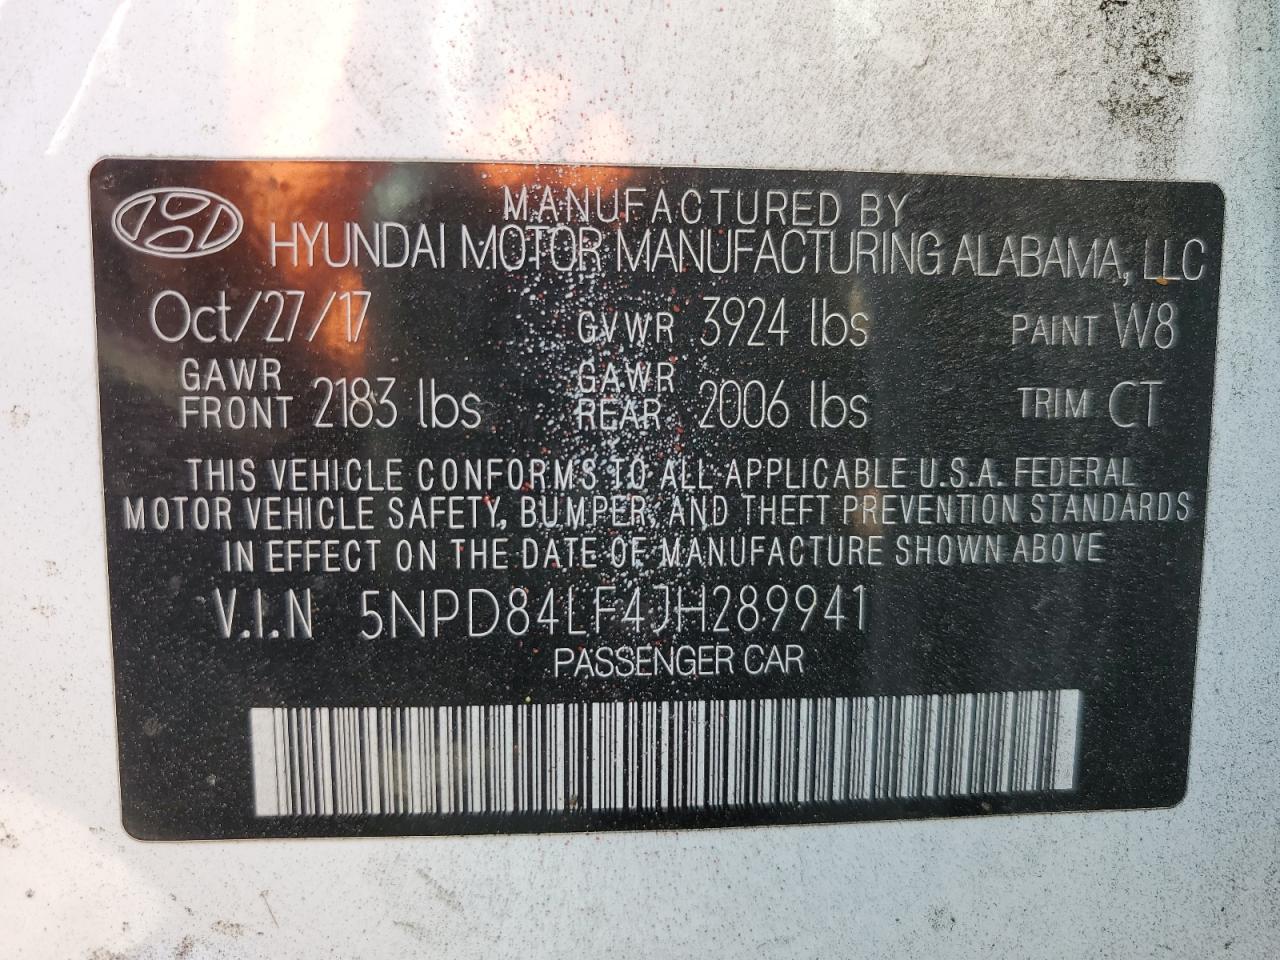 MANUFACTURED BY
HYUNDAI MOTOR MANUFACTURING ALABAMA, LLC
Oct/27/17 GVWR 3924 lbs PAINT W8
GAWR FRONT 2183 lbs GAWR REAR 2006 lbs TRIM CT
THIS VEHICLE CONFORMS TO ALL APPLICABLE U.S.A. FEDERAL
MOTOR VEHICLE SAFETY, BUMPER, AND THEFT PREVENTION STANDARDS
IN EFFECT ON THE DATE OF MANUFACTURE SHOWN ABOVE
V.I.N 5NPD84LF4JH289941
PASSENGER CAR